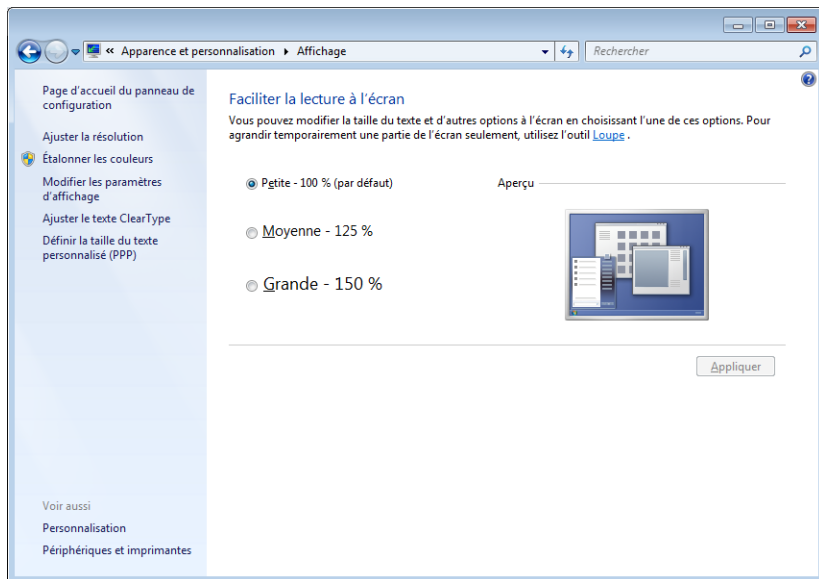 « Apparence et personnalisation Affichage
Rechercher
Page d'accueil du panneau de
configuration
Ajuster la résolution
Étalonner les couleurs
Modifier les paramètres
d'affichage
Ajuster le texte ClearType
Définir la taille du texte
personnalisé (PPP)
Voir aussi
Personnalisation
Périphériques et imprimantes
Faciliter la lecture à l'écran
Vous pouvez modifier la taille du texte et d'autres options à l'écran en choisissant l'une de ces options. Pour
agrandir temporairement une partie de l'écran seulement, utilisez l'outil Loupe .
Petite - 100 % (par défaut)
Aperçu
Moyenne - 125 %
Grande - 150 %
Appliquer